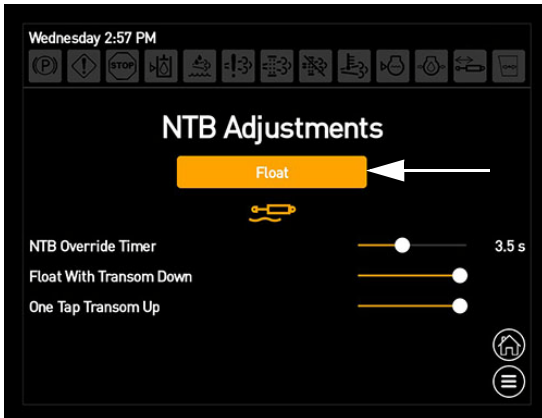 Wednesday 2:57 PM
(P) STOP
NTB Adjustments
Float
NTB Override Timer 3.5 s
Float With Transom Down
One Tap Transom Up